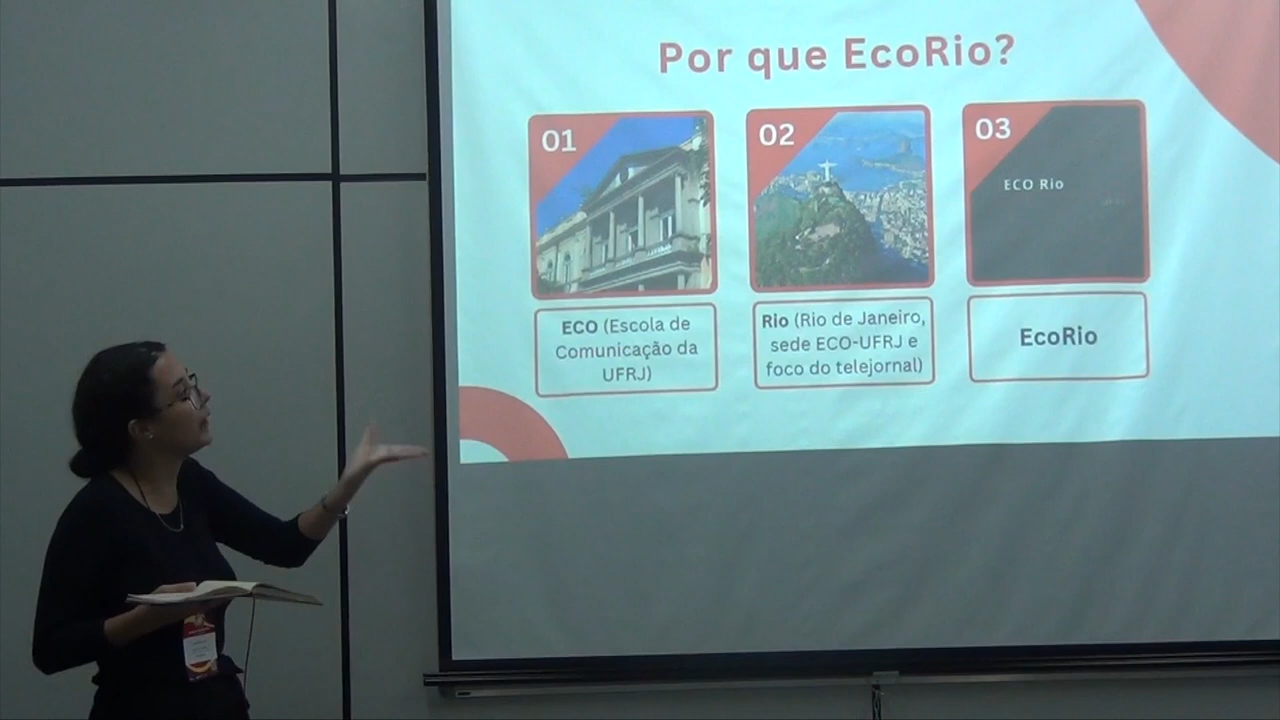 Por que EcoRio?
01
02
03
ECO Rio
ECO (Escola de
Comunicação da
UFRJ)
Rio (Rio de Janeiro,
sede ECO-UFRJ e
foco do telejornal)
EcoRio